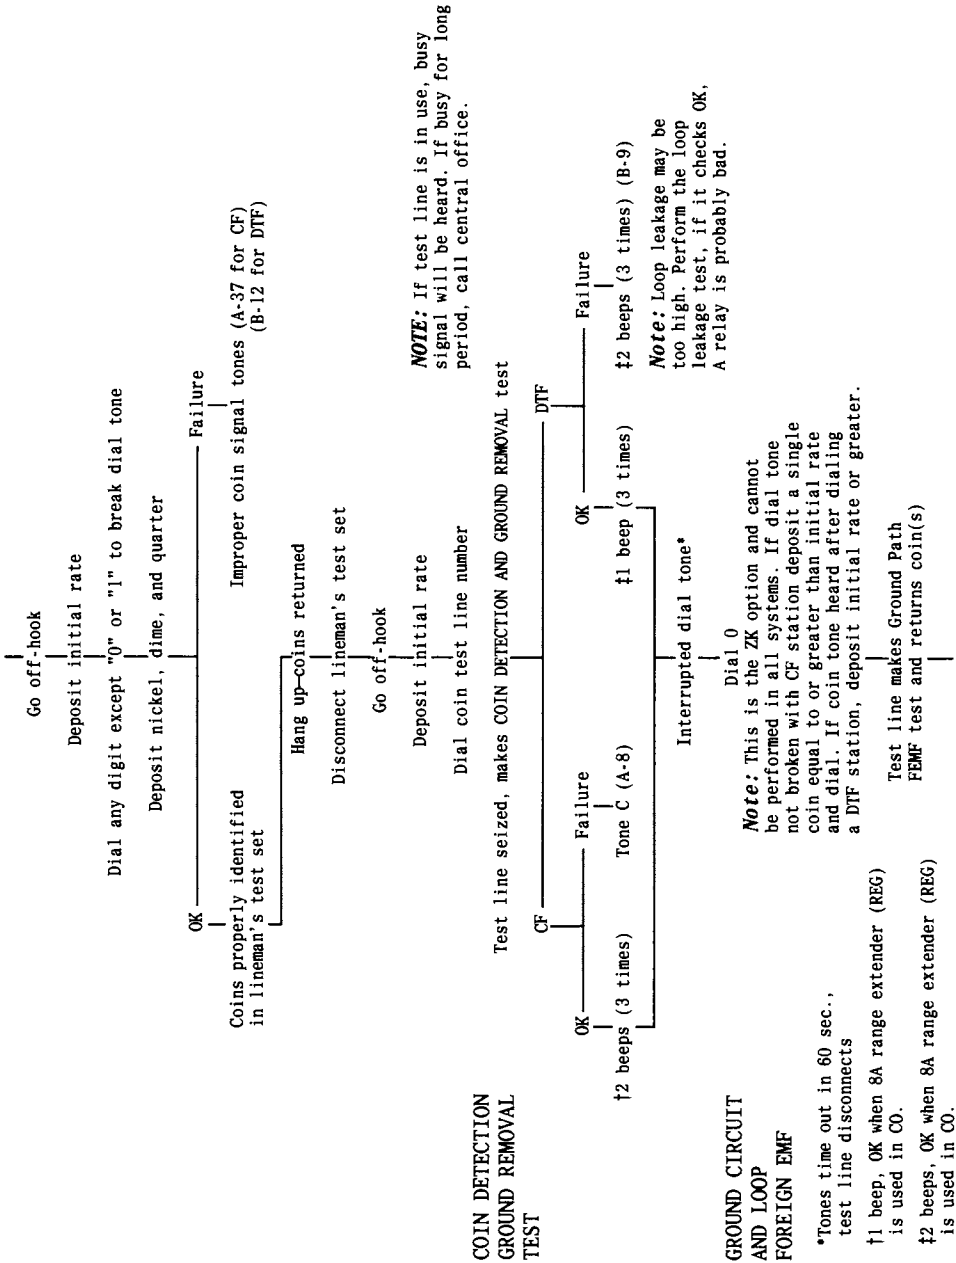 Go off-hook
Deposit initial rate
Dial any digit except "0" or "1" to break dial tone
Deposit nickel, dime, and quarter
OK
Failure
Coins properly identified
in lineman's test set
Improper coin signal tones (A-37 for CF)
(B-12 for DTF)
Hang up—coins returned
Disconnect lineman's test set
Go off-hook
Deposit initial rate
Dial coin test line number
NOTE: If test line is in use, busy
signal will be heard. If busy for long
period, call central office.
COIN DETECTION
GROUND REMOVAL
TEST
Test line seized, makes COIN DETECTION AND GROUND REMOVAL test
CF
DTF
OK
Failure
OK
Failure
†2 beeps (3 times)
Tone C (A-8)
‡1 beep (3 times)
‡2 beeps (3 times) (B-9)
Note: Loop leakage may be
too high. Perform the loop
leakage test, if it checks OK,
A relay is probably bad.
Interrupted dial tone*
GROUND CIRCUIT
AND LOOP
FOREIGN EMF
Dial 0
Note: This is the ZK option and cannot
be performed in all systems. If dial tone
not broken with CF station deposit a single
coin equal to or greater than initial rate
and dial. If coin tone heard after dialing
a DTF station, deposit initial rate or greater.
Test line makes Ground Path
FEMF test and returns coin(s)
*Tones time out in 60 sec.,
test line disconnects
†1 beep, OK when 8A range extender (REG)
is used in CO.
‡2 beeps, OK when 8A range extender (REG)
is used in CO.